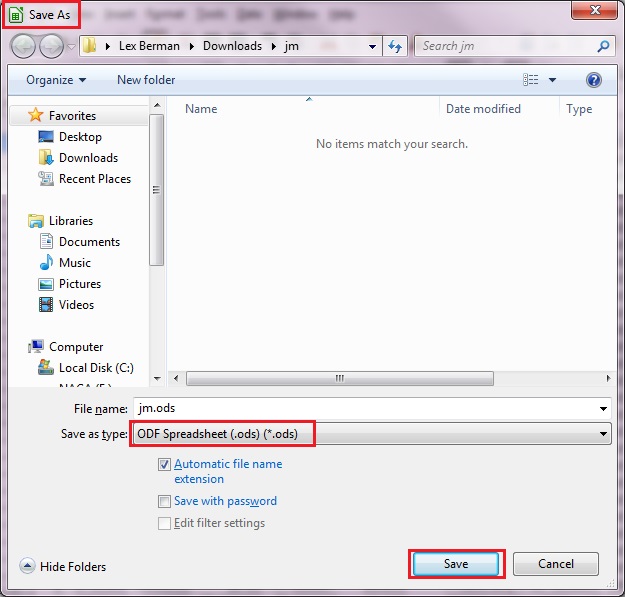 Save As
Lex Berman Downloads jm
Search jm
Organize New folder
Name Date modified Type
No items match your search.
Favorites
Desktop
Downloads
Recent Places
Libraries
Documents
Music
Pictures
Videos
Computer
Local Disk (C:)
File name: jm.ods
Save as type: ODF Spreadsheet (.ods) (*.ods)
Automatic file name
extension
Save with password
Edit filter settings
Hide Folders Save Cancel